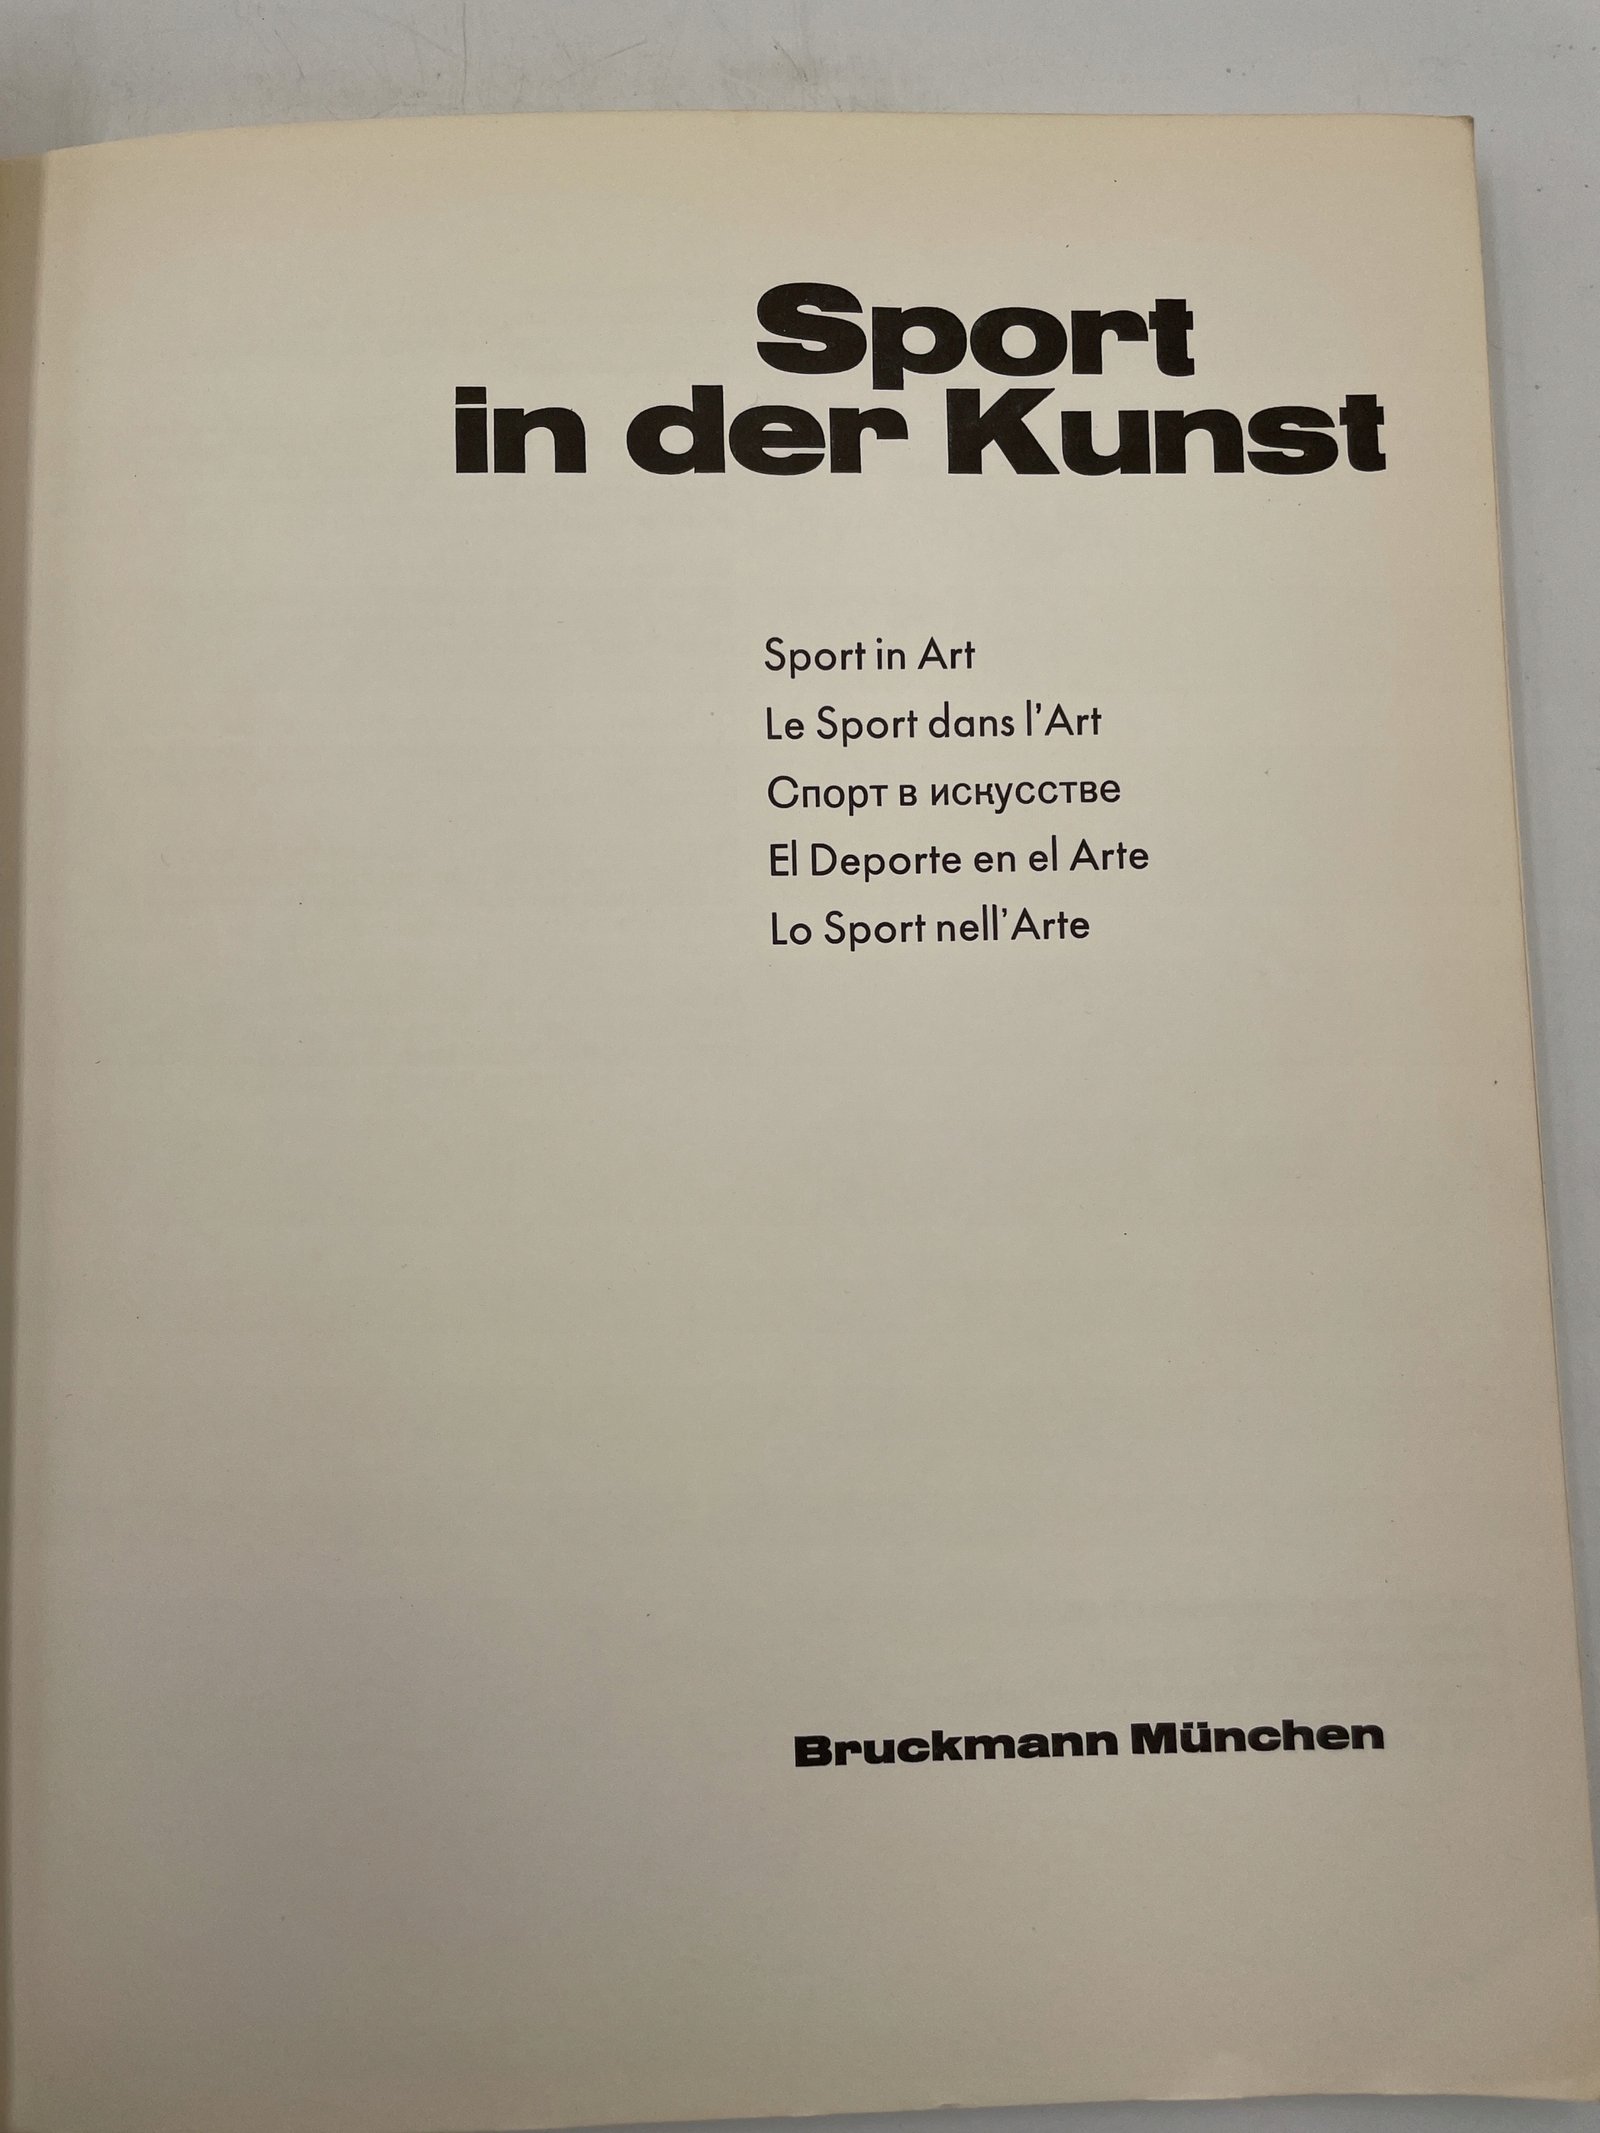 Sport
in der Kunst
Sport in Art
Le Sport dans l'Art
Спорт в искусстве
El Deporte en el Arte
Lo Sport nell'Arte
Bruckmann München